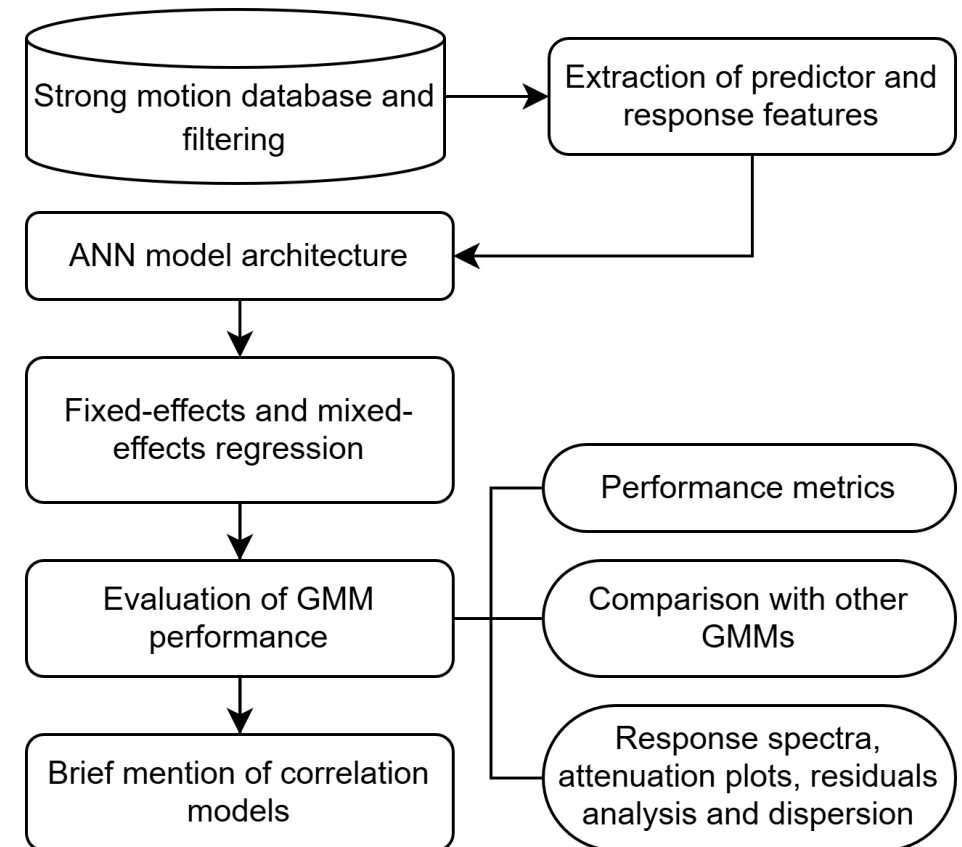 Strong motion database and
filtering
Extraction of predictor and
response features
ANN model architecture
Fixed-effects and mixed-
effects regression
Evaluation of GMM
performance
Performance metrics
Comparison with other
GMMs
Response spectra,
attenuation plots, residuals
analysis and dispersion
Brief mention of correlation
models